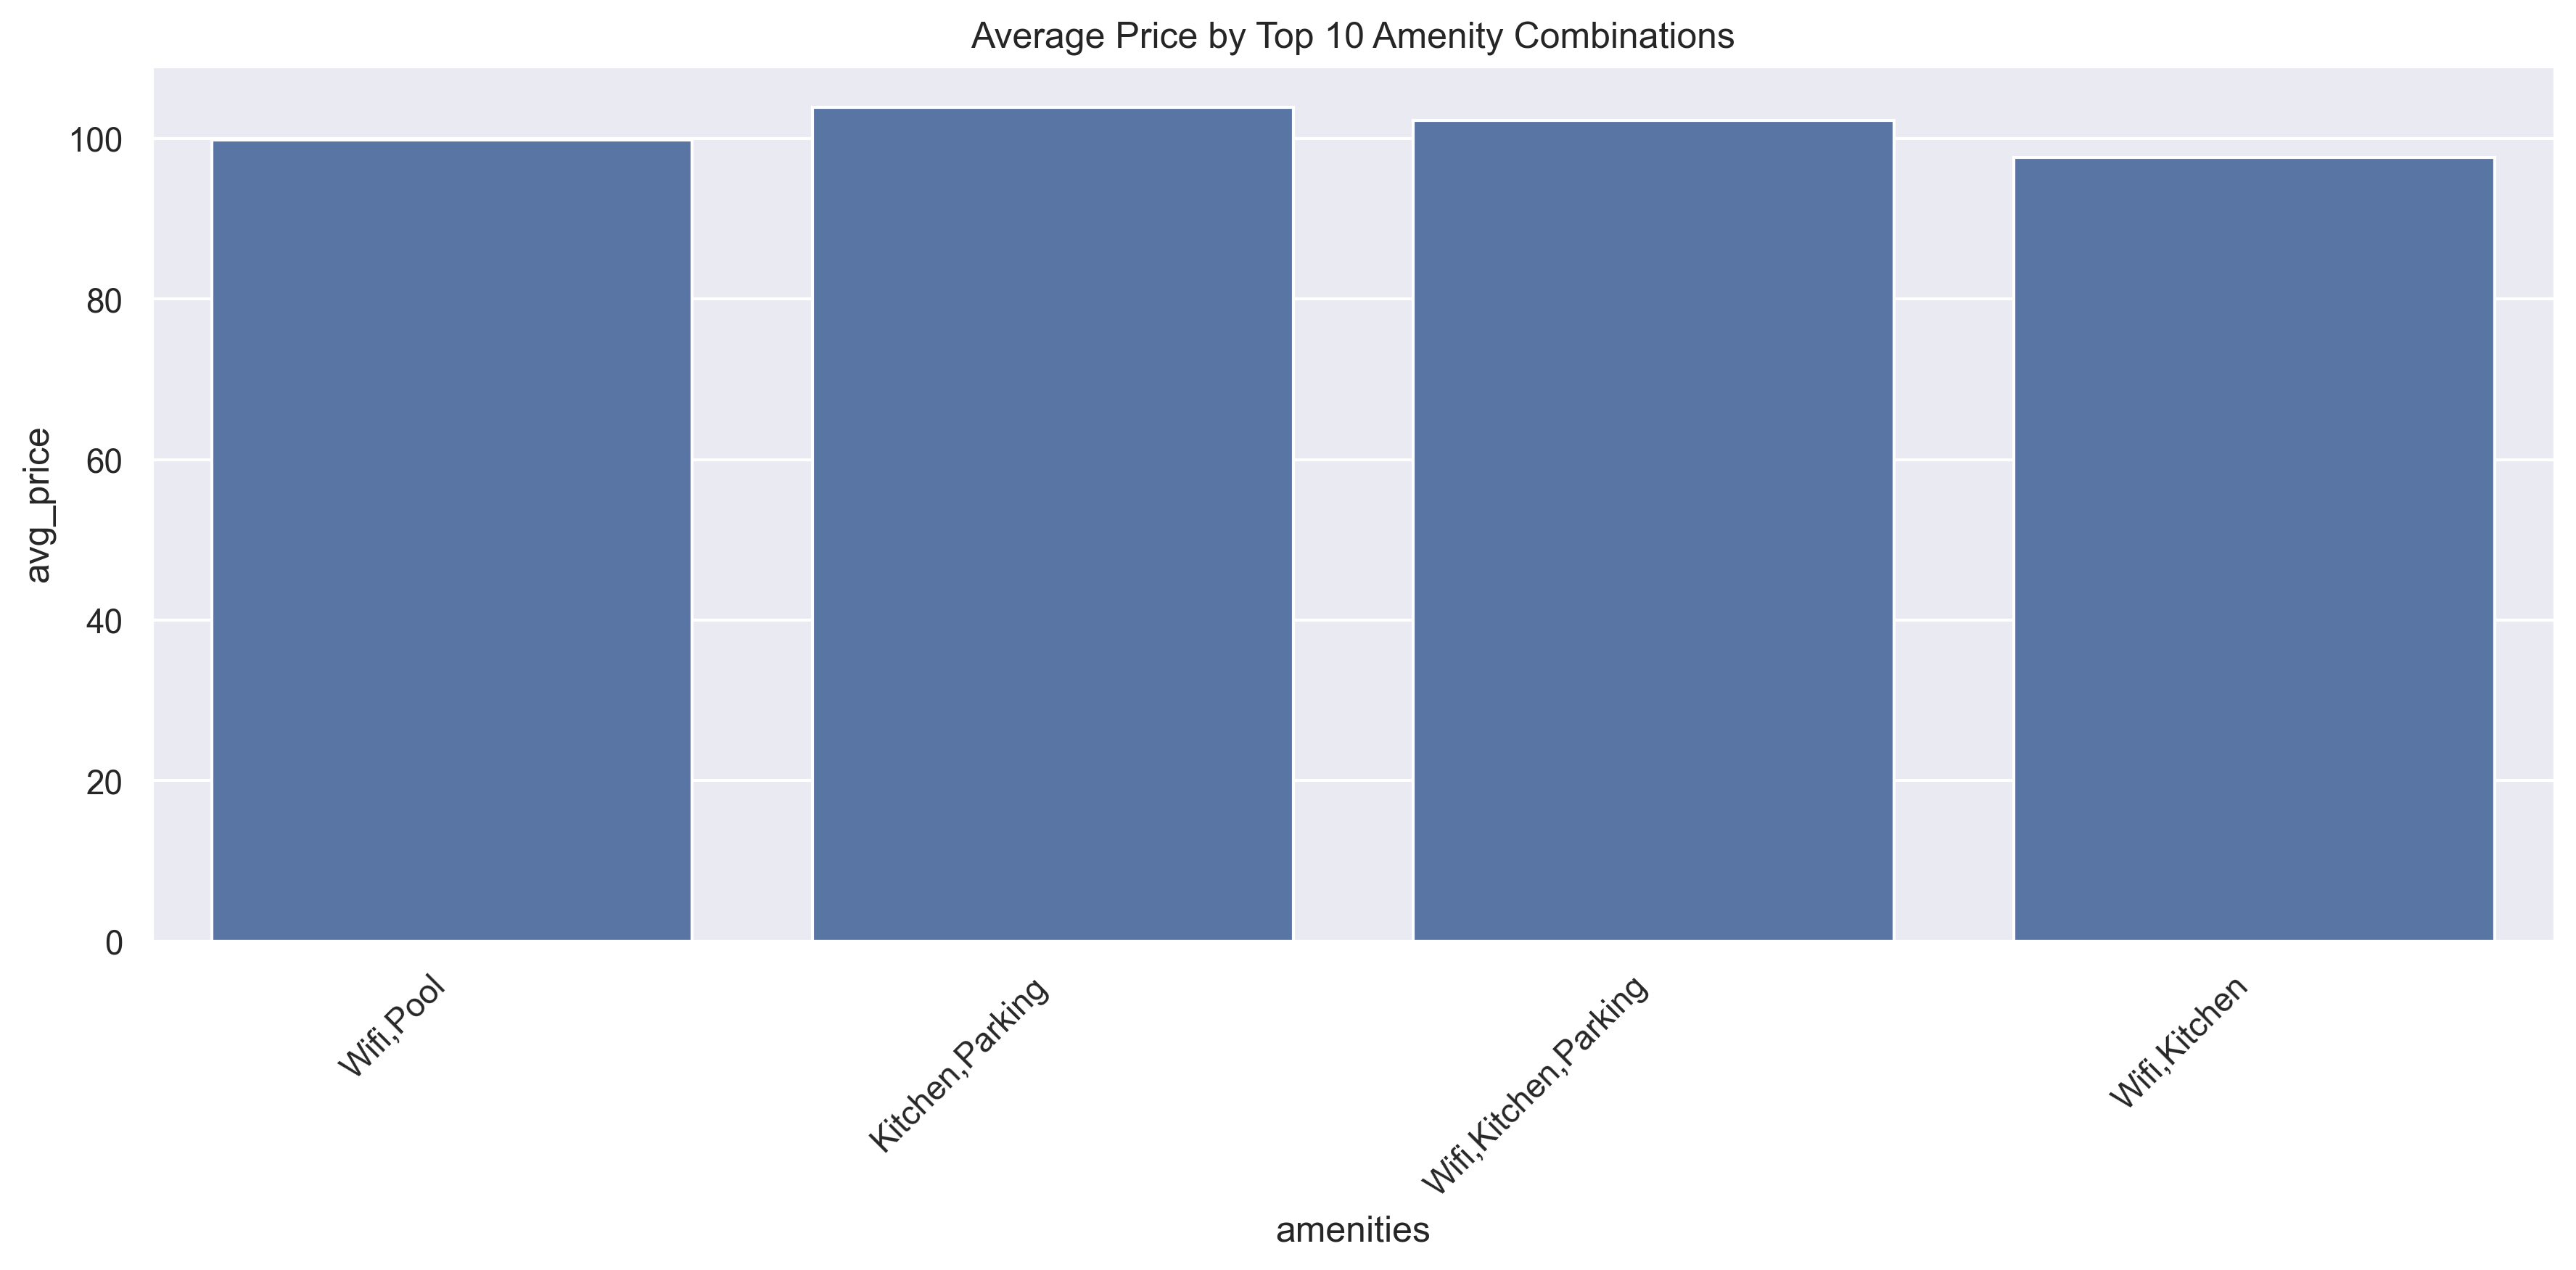 Average Price by Top 10 Amenity Combinations
avg_price
100
80
60
40
20
0
Wifi,Pool
Kitchen,Parking
Wifi,Kitchen,Parking
Wifi,Kitchen
amenities